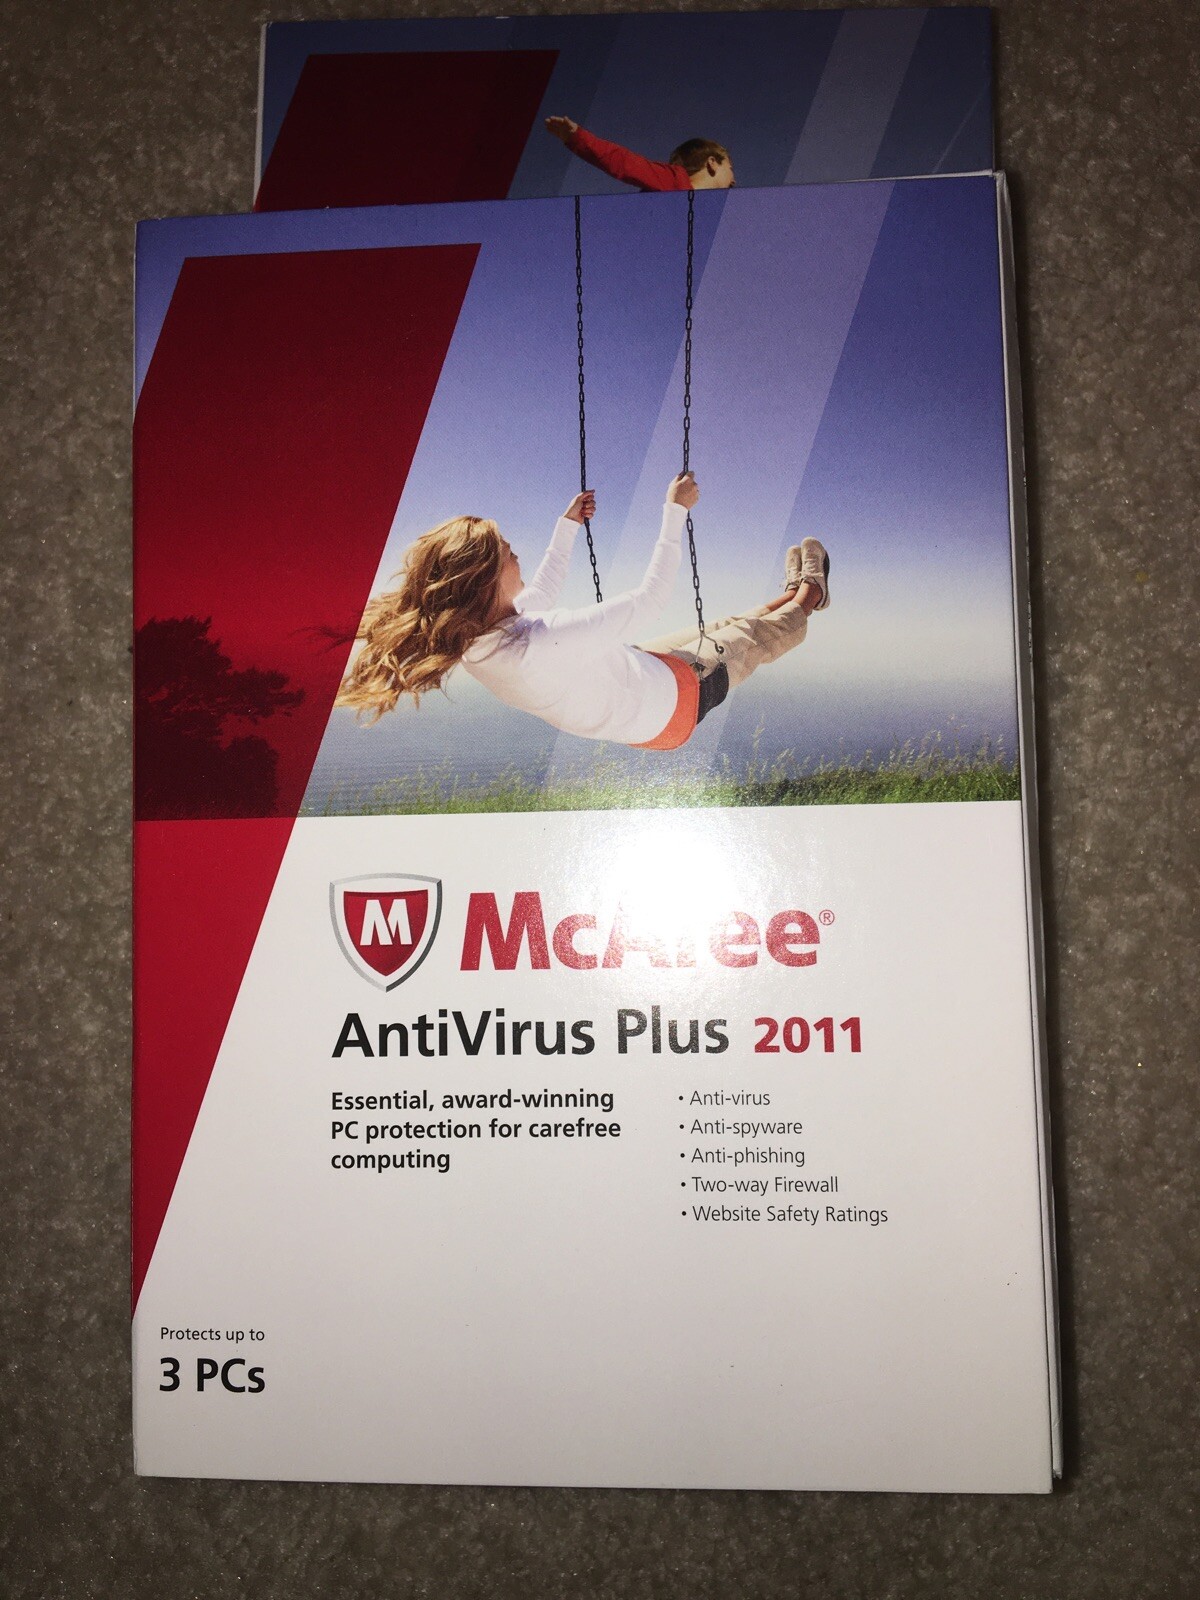 M
McAfee®
AntiVirus Plus 2011
Essential, award-winning
PC protection for carefree
computing
• Anti-virus
• Anti-spyware
• Anti-phishing
• Two-way Firewall
• Website Safety Ratings
Protects up to
3 PCs